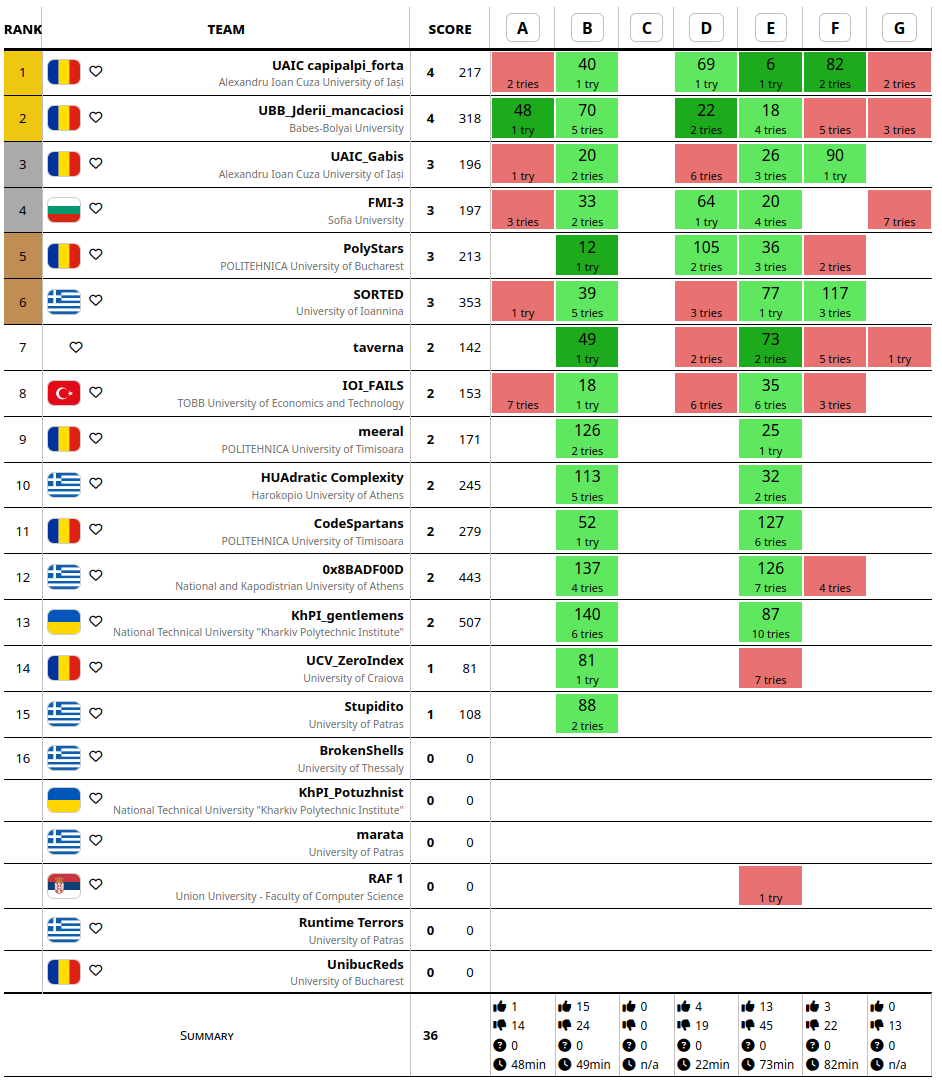 RANK TEAM SCORE A B C D E F G
1 UAIC capipalpi_forta 4 217 40 69 6 82
Alexandru Ioan Cuza University of Iași 2 tries 1 try 1 try 1 try 2 tries 2 tries
2 UBB_Jderii_mancaciosi 4 318 48 70 22 18
Babes-Bolyai University 1 try 5 tries 2 tries 4 tries 5 tries 3 tries
3 UAIC_Gabis 3 196 20 26 90
Alexandru Ioan Cuza University of Iași 1 try 2 tries 6 tries 3 tries 1 try
4 FMI-3 3 197 33 64 20
Sofia University 3 tries 2 tries 1 try 4 tries 7 tries
5 PolyStars 3 213 12 105 36
POLITEHNICA University of Bucharest 1 try 2 tries 3 tries 2 tries
6 SORTED 3 353 39 77 117
University of Ioannina 1 try 5 tries 3 tries 1 try 3 tries
7 taverna 2 142 49 73
1 try 2 tries 2 tries 5 tries 1 try
8 IOI_FAILS 2 153 18 35
TOBB University of Economics and Technology 7 tries 1 try 6 tries 6 tries 3 tries
9 meeral 2 171 126 25
POLITEHNICA University of Timisoara 2 tries 1 try
10 HUAdratic Complexity 2 245 113 32
Harokopio University of Athens 5 tries 2 tries
11 CodeSpartans 2 279 52 127
POLITEHNICA University of Timisoara 1 try 6 tries
12 0x8BADF00D 2 443 137 126
National and Kapodistrian University of Athens 4 tries 7 tries 4 tries
13 KhPI_gentlemens 2 507 140 87
National Technical University "Kharkiv Polytechnic Institute" 6 tries 10 tries
14 UCV_ZeroIndex 1 81 81
University of Craiova 1 try 7 tries
15 Stupidito 1 108 88
University of Patras 2 tries
16 BrokenShells 0 0
University of Thessaly
KhPI_Potuzhnist 0 0
National Technical University "Kharkiv Polytechnic Institute"
marata 0 0
University of Patras
RAF 1 0 0
Union University - Faculty of Computer Science 1 try
Runtime Terrors 0 0
University of Patras
UnibucReds 0 0
University of Bucharest
1 15 0 4 13 3 0
14 24 0 19 45 22 13
Summary 36
0 0 0 0 0 0 0
48min 49min n/a 22min 73min 82min n/a